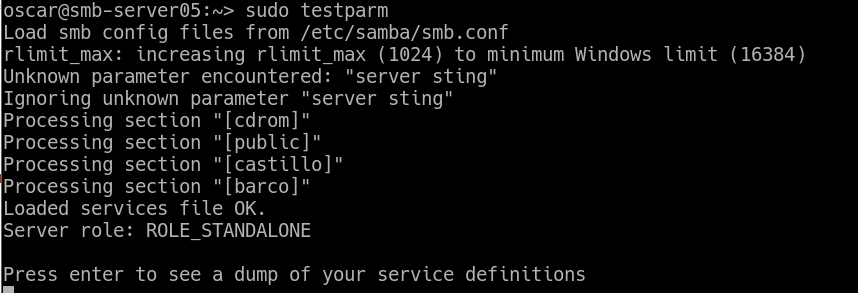 oscar@smb-server05:~> sudo testparm
Load smb config files from /etc/samba/smb.conf
rlimit_max: increasing rlimit_max (1024) to minimum Windows limit (16384)
Unknown parameter encountered: "server sting"
Ignoring unknown parameter "server sting"
Processing section "[cdrom]"
Processing section "[public]"
Processing section "[castillo]"
Processing section "[barco]"
Loaded services file OK.
Server role: ROLE_STANDALONE
Press enter to see a dump of your service definitions